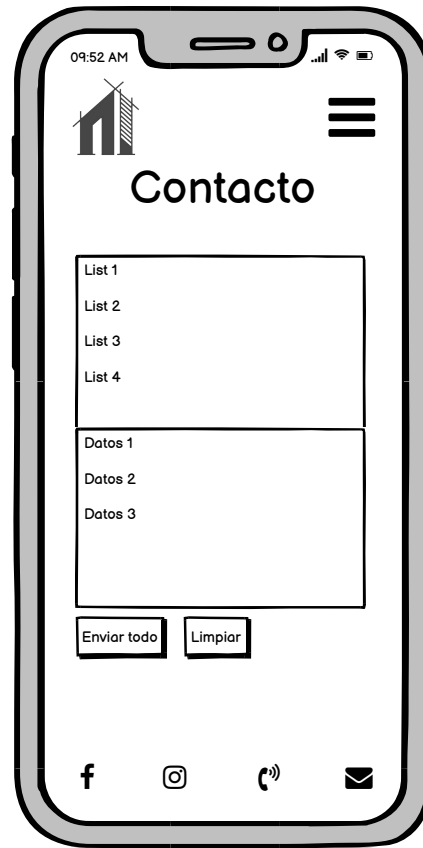 09:52 AM
Contacto
List 1
List 2
List 3
List 4
Datos 1
Datos 2
Datos 3
Enviar todo
Limpiar